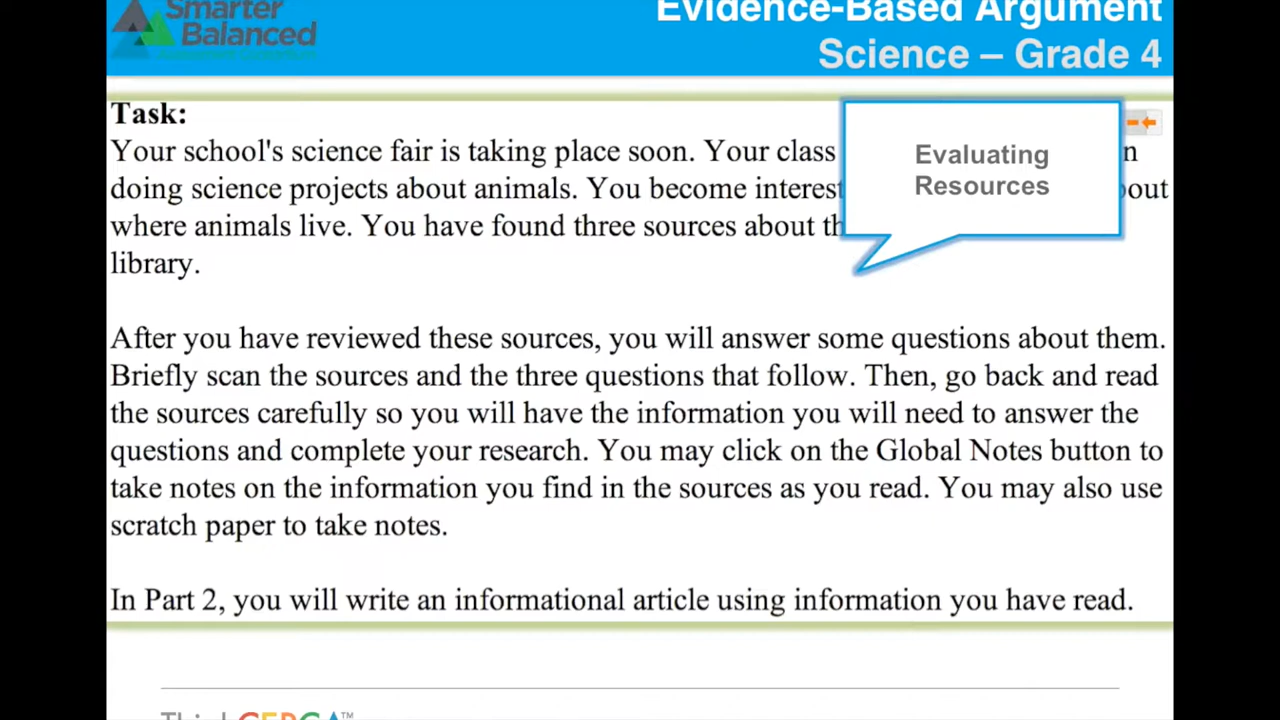 Smarter
Balanced
Evidence-Based Argument
Science – Grade 4
Task:
Your school's science fair is taking place soon. Your class n
doing science projects about animals. You become interest bout
where animals live. You have found three sources about th
library.
Evaluating
Resources
After you have reviewed these sources, you will answer some questions about them.
Briefly scan the sources and the three questions that follow. Then, go back and read
the sources carefully so you will have the information you will need to answer the
questions and complete your research. You may click on the Global Notes button to
take notes on the information you find in the sources as you read. You may also use
scratch paper to take notes.
In Part 2, you will write an informational article using information you have read.